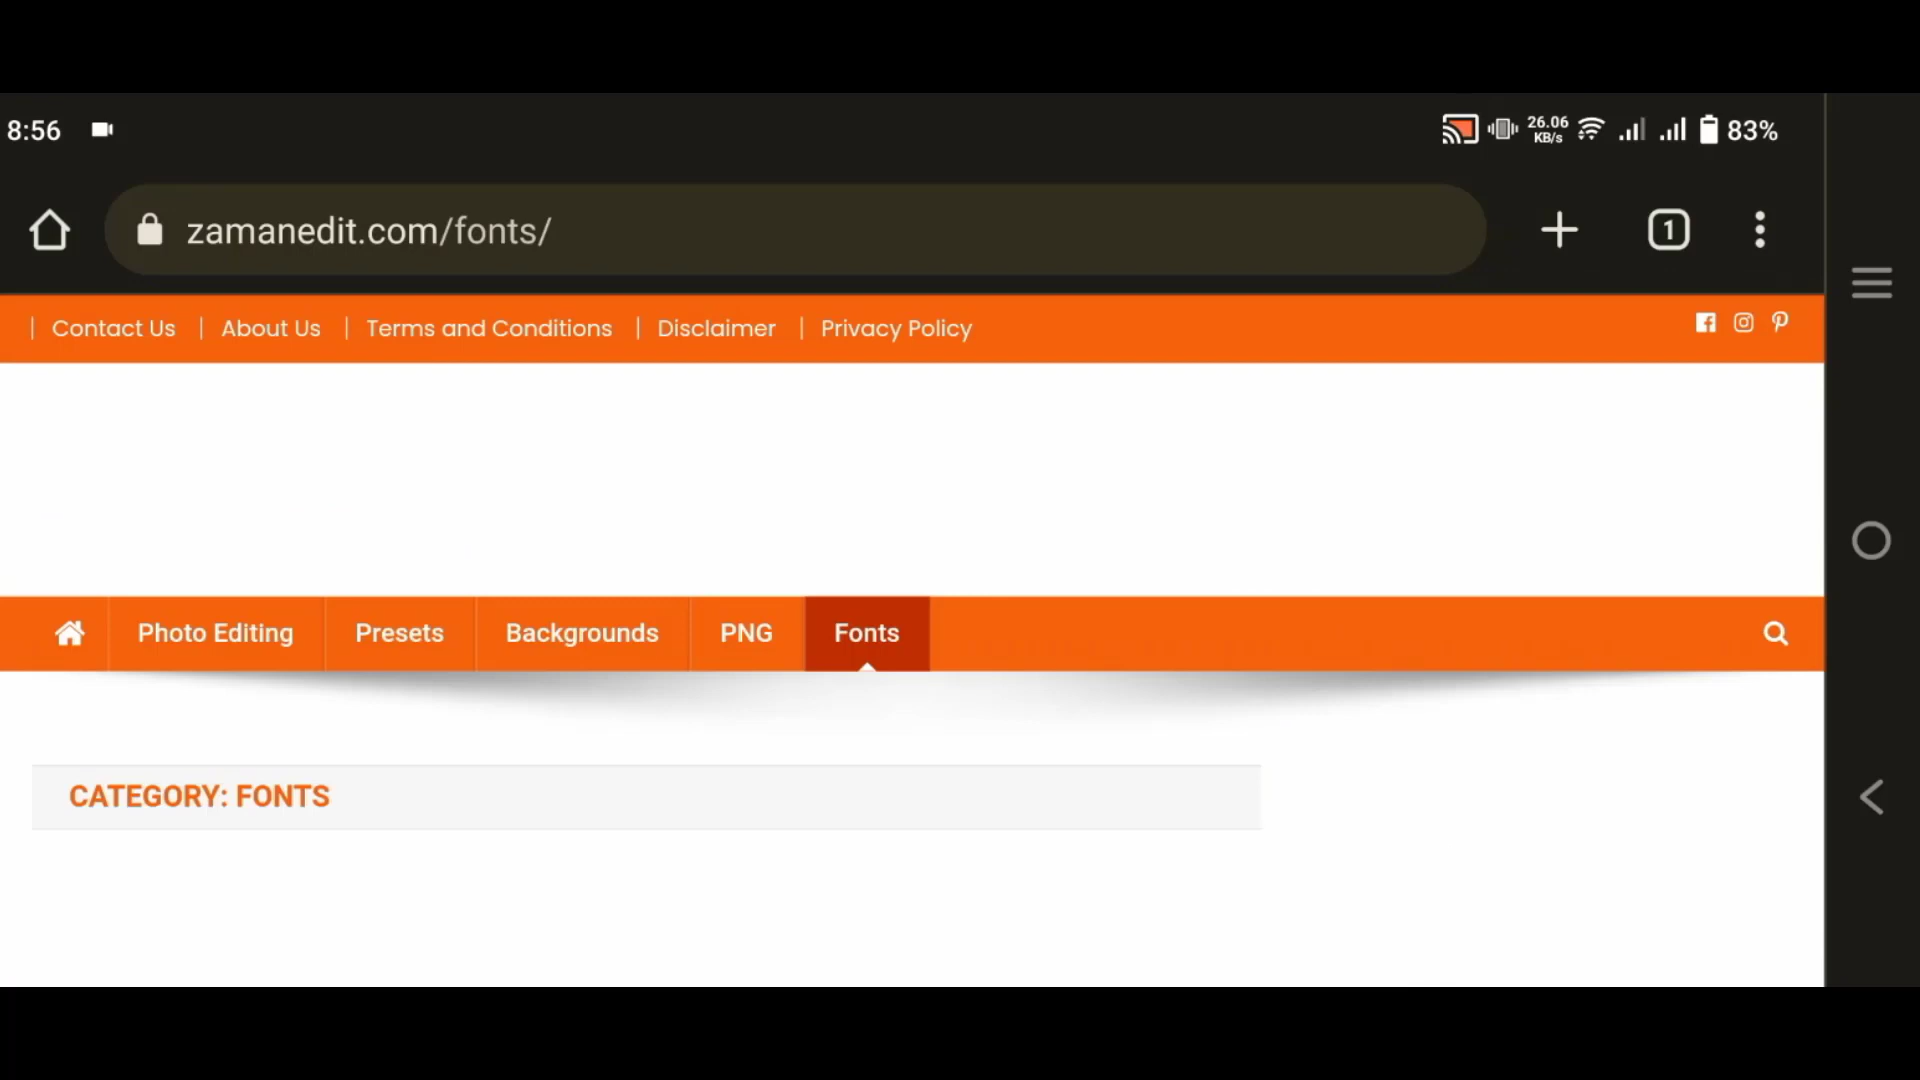 8:56
26.06
KB/s
83%
zamanedit.com/fonts/
1
Contact Us | About Us | Terms and Conditions | Disclaimer | Privacy Policy
Photo Editing Presets Backgrounds PNG Fonts
CATEGORY: FONTS